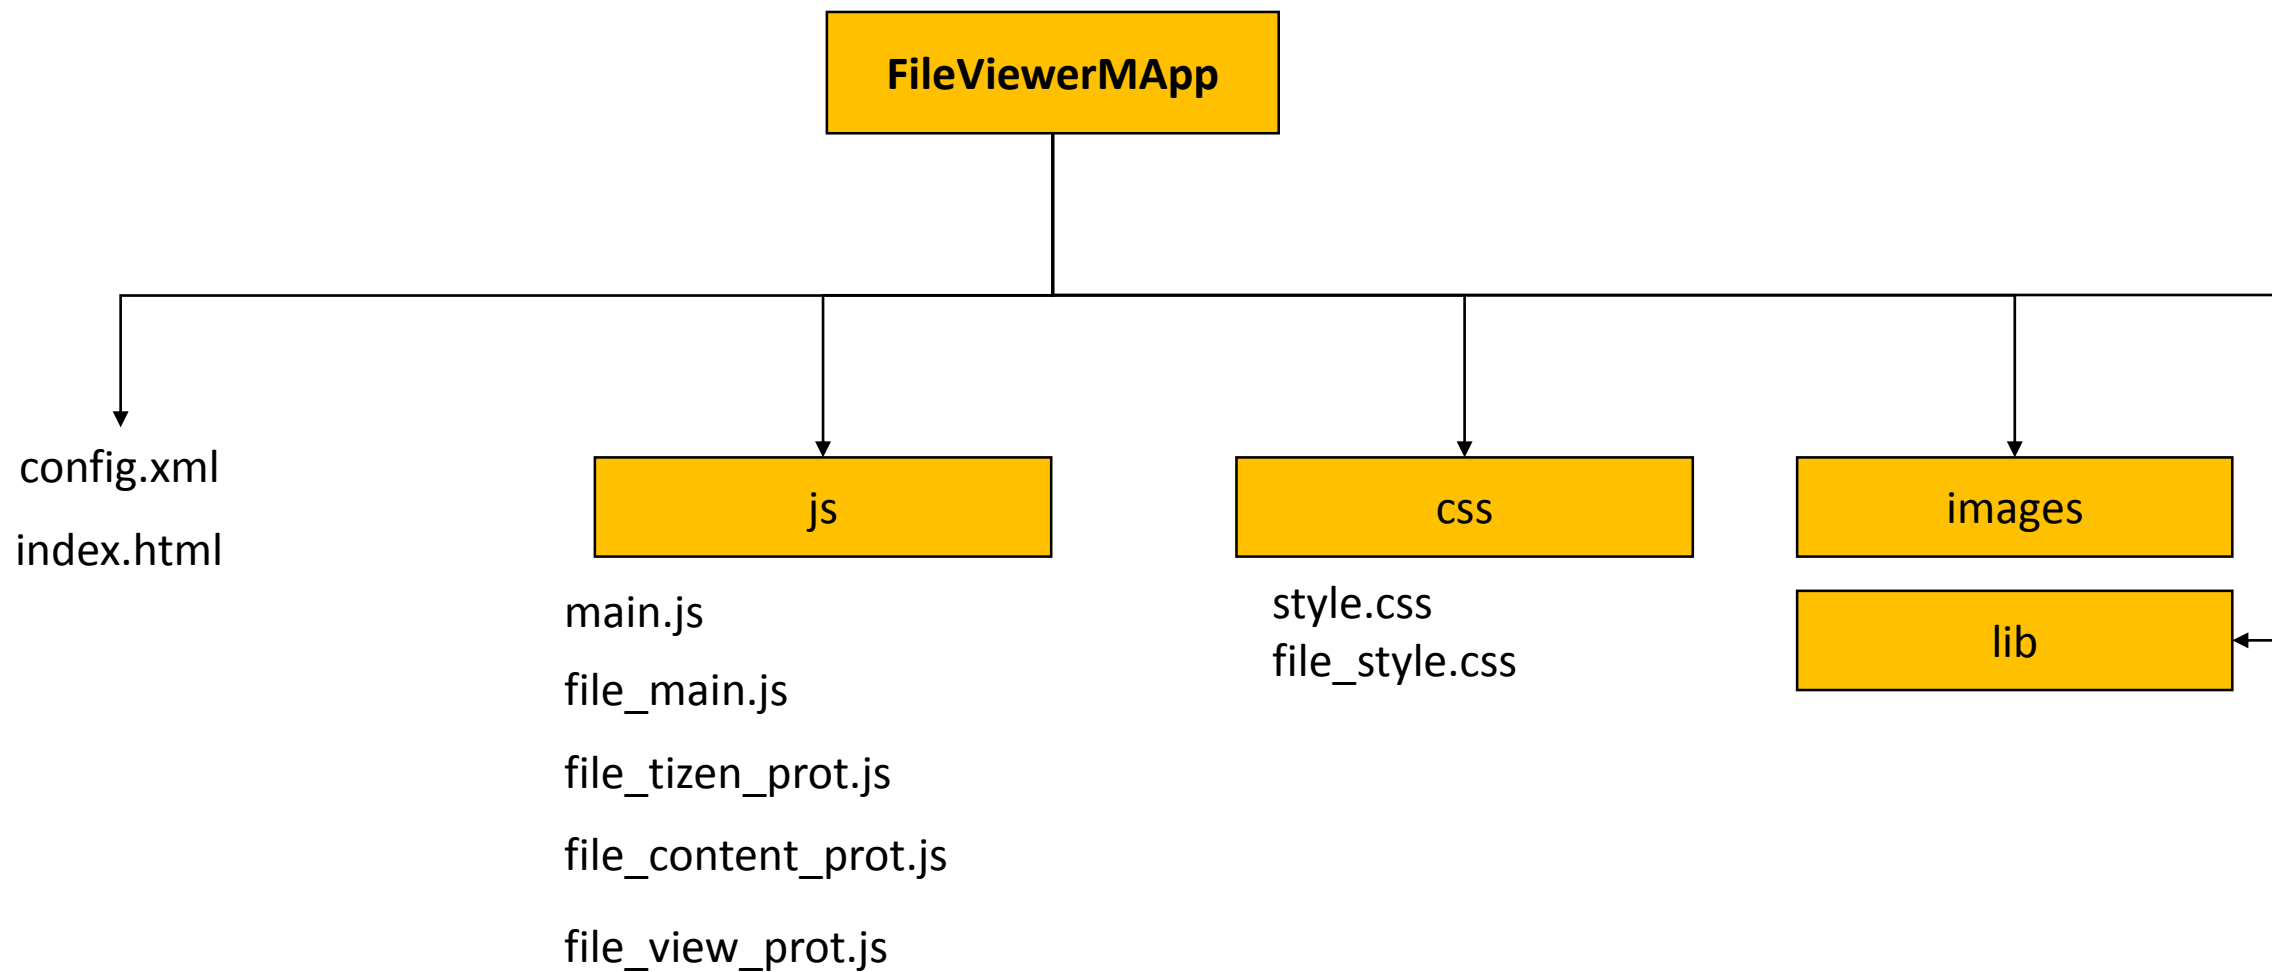 FileViewerMApp
config.xml
index.html
js
main.js
file_main.js
file_tizen_prot.js
file_content_prot.js
file_view_prot.js
css
style.css
file_style.css
images
lib